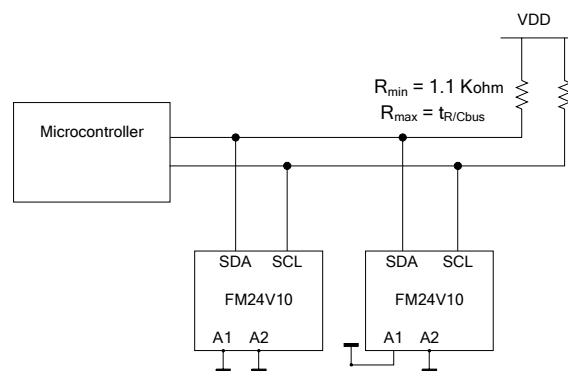 VDD
Rmin = 1.1 Kohm
Rmax = tR/Cbus
Microcontroller
SDA SCL
FM24V10
A1 A2
SDA SCL
FM24V10
A1 A2